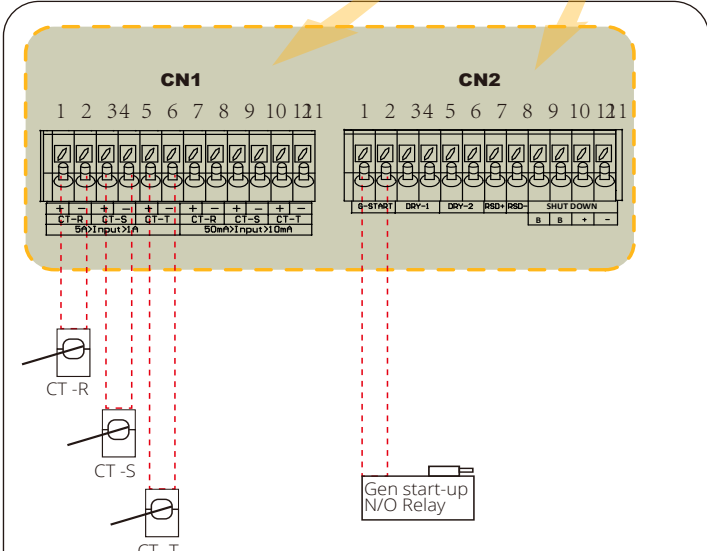 CN1
CN2
1 2 34 5 6 7 8 9 10 1211
1 2 34 5 6 7 8 9 10 1211
+ − + − + − + − + − + −
CT-R CT-S CT-T CT-R CT-S CT-T
5A>Input>1A 50mA>Input>10mA
G-START DRY-1 DRY-2 RSD+ RSD- SHUT DOWN
B B + −
CT -R
CT -S
CT -T
Gen start-up
N/O Relay